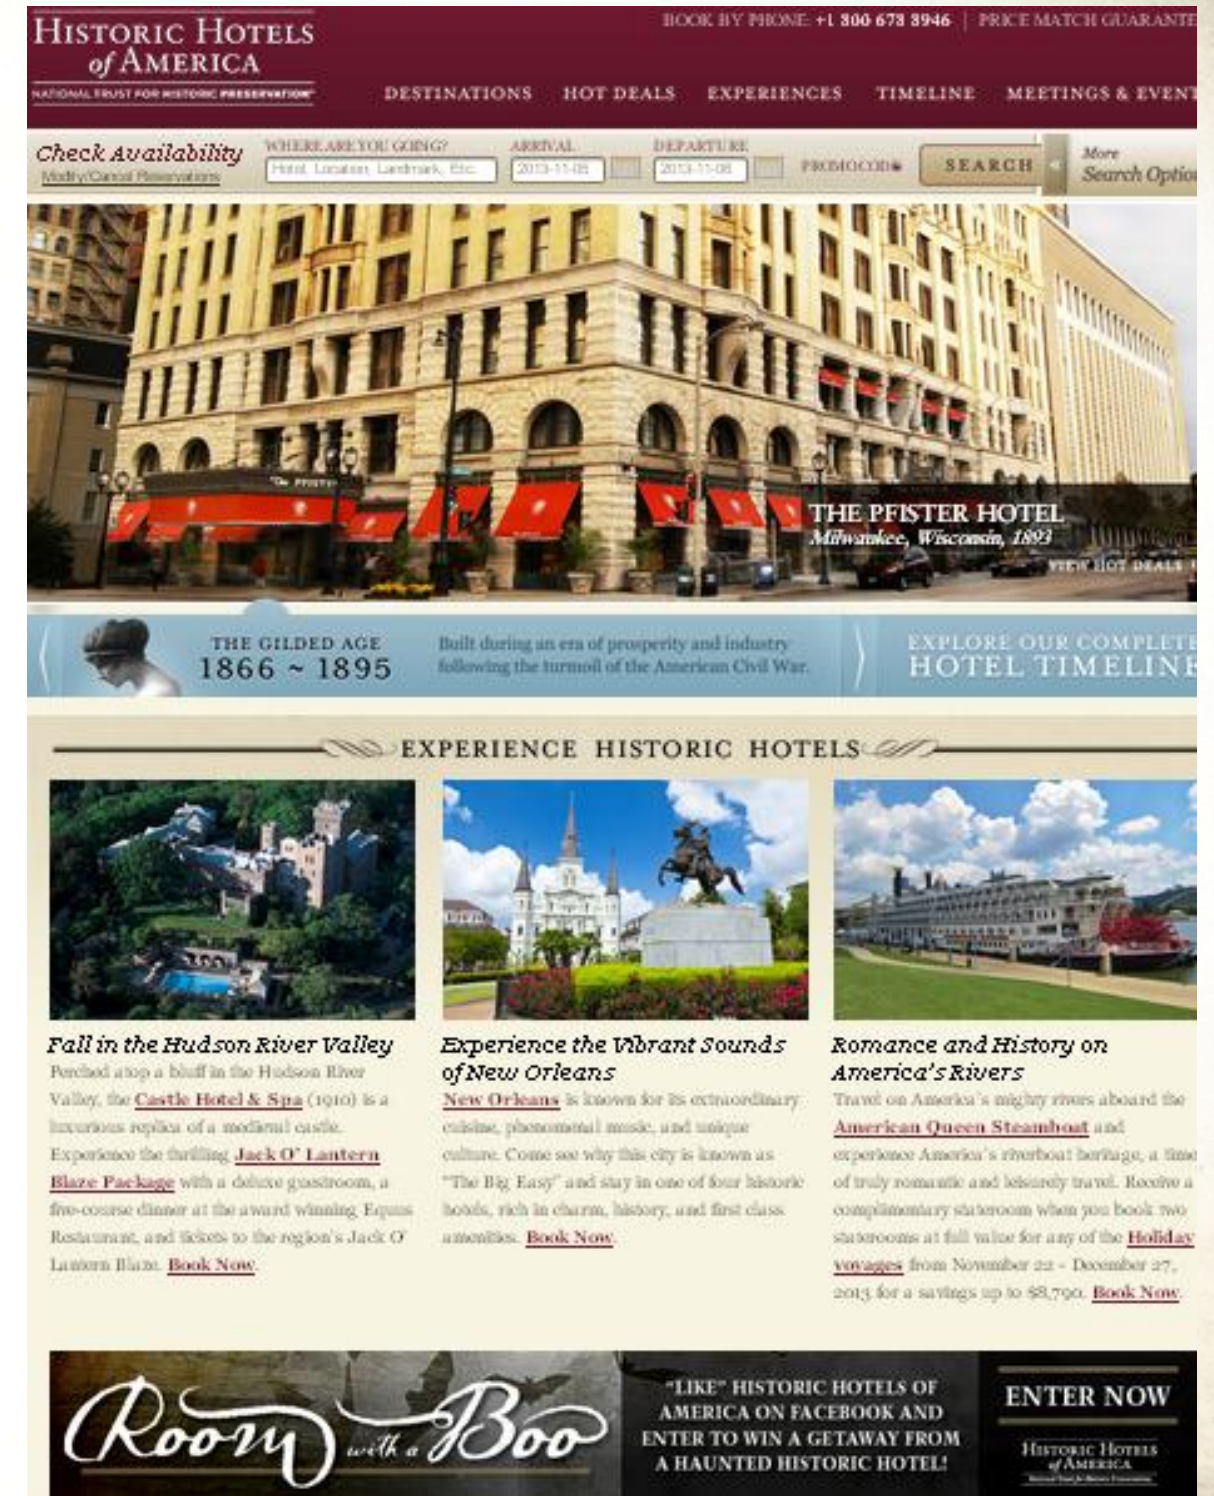 HISTORIC HOTELS
of AMERICA
NATIONAL TRUST FOR HISTORIC PRESERVATION
BOOK BY PHONE: +1 800 678 8946 | PRICE MATCH GUARANTE
DESTINATIONS HOT DEALS EXPERIENCES TIMELINE MEETINGS & EVENT
Check Availability
Modify/Cancel Reservations
WHERE ARE YOU GOING?
Hotel, Location, Landmark, Etc.
ARRIVAL
2013-11-05
DEPARTURE
2013-11-06
PROMOCODE
SEARCH
More
Search Optio
The PFISTER
THE PFISTER HOTEL
Milwaukee, Wisconsin, 1893
VIEW HOT DEALS
THE GILDED AGE
1866 ~ 1895
Built during an era of prosperity and industry
following the turmoil of the American Civil War.
EXPLORE OUR COMPLETE
HOTEL TIMELINE
EXPERIENCE HISTORIC HOTELS
Fall in the Hudson River Valley
Perched atop a bluff in the Hudson River
Valley, the Castle Hotel & Spa (1910) is a
luxurious replica of a medieval castle.
Experience the thrilling Jack O' Lantern
Blaze Package with a deluxe guestroom, a
five-course dinner at the award winning Equus
Restaurant, and tickets to the region's Jack O'
Lantern Blaze. Book Now.
Experience the Vibrant Sounds
of New Orleans
New Orleans is known for its extraordinary
cuisine, phenomenal music, and unique
culture. Come see why this city is known as
"The Big Easy" and stay in one of four historic
hotels, rich in charm, history, and first class
amenities. Book Now.
Romance and History on
America's Rivers
Travel on America's mighty rivers aboard the
American Queen Steamboat and
experience America's riverboat heritage, a time
of truly romantic and leisurely travel. Receive a
complimentary stateroom when you book two
staterooms at full value for any of the Holiday
voyages from November 22 - December 27,
2013 for a savings up to $8,790. Book Now.
Room with a Boo
"LIKE" HISTORIC HOTELS OF
AMERICA ON FACEBOOK AND
ENTER TO WIN A GETAWAY FROM
A HAUNTED HISTORIC HOTEL!
ENTER NOW
HISTORIC HOTELS
of AMERICA
National Trust for Historic Preservation